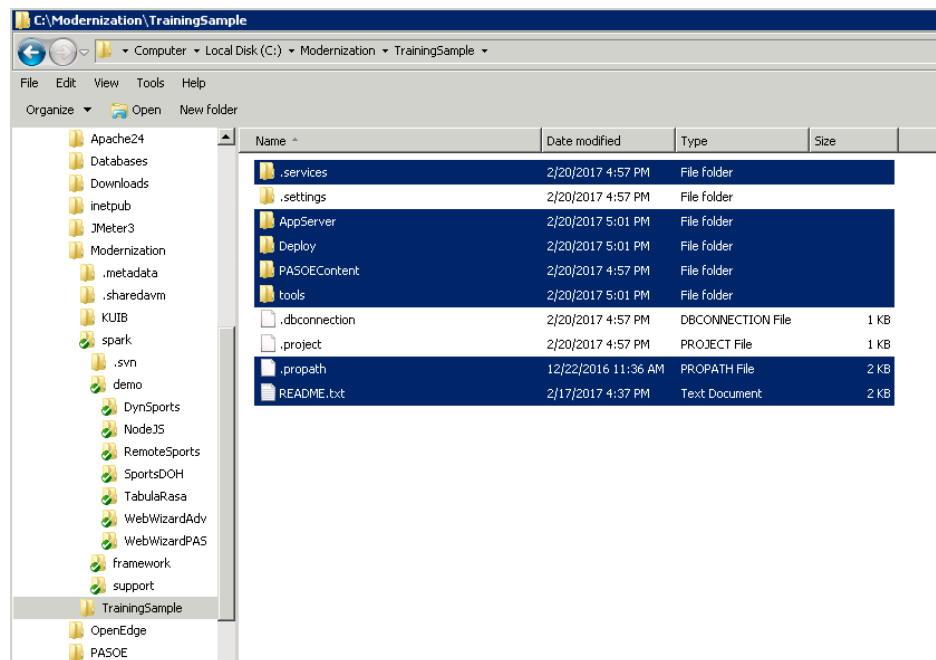 C:\Modernization\TrainingSample
Computer Local Disk (C:) Modernization TrainingSample
File Edit View Tools Help
Organize Open New folder
Apache24
Databases
Downloads
inetpub
JMeter3
Modernization
.metadata
.sharedavm
KUIB
spark
.svn
demo
DynSports
NodeJS
RemoteSports
SportsDOH
TabulaRasa
WebWizardAdv
WebWizardPAS
framework
support
TrainingSample
OpenEdge
PASOE
Name Date modified Type Size
.services 2/20/2017 4:57 PM File folder
.settings 2/20/2017 4:57 PM File folder
AppServer 2/20/2017 5:01 PM File folder
Deploy 2/20/2017 5:01 PM File folder
PASOEContent 2/20/2017 4:57 PM File folder
tools 2/20/2017 5:01 PM File folder
.dbconnection 2/20/2017 4:57 PM DBCONNECTION File 1 KB
.project 2/20/2017 4:57 PM PROJECT File 1 KB
.propath 12/22/2016 11:36 AM PROPATH File 2 KB
README.txt 2/17/2017 4:37 PM Text Document 2 KB